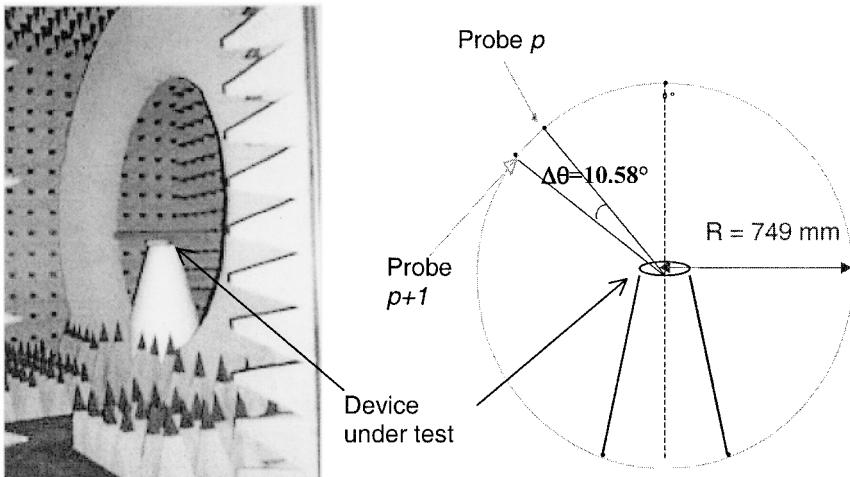 Probe p
Δθ=10.58°
R = 749 mm
Probe
p+1
Device
under test